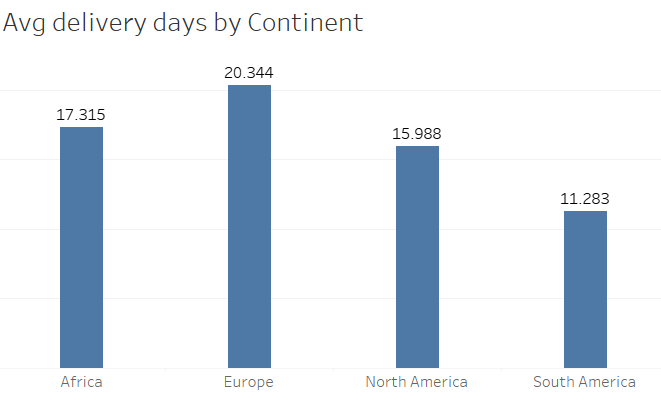 Avg delivery days by Continent
20.344
17.315
15.988
11.283
Africa Europe North America South America